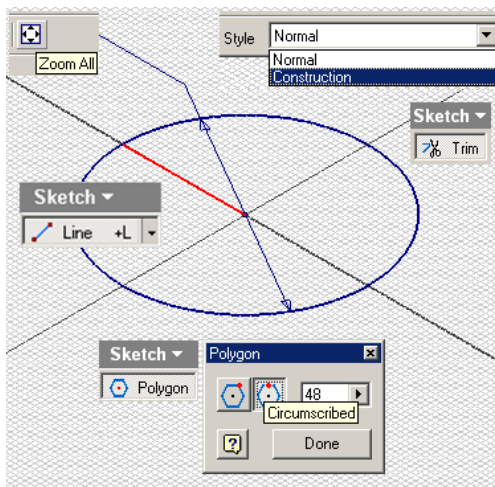 Zoom All
Style Normal
Normal
Construction
Sketch
Trim
Sketch
Line +L
Sketch
Polygon
Polygon
48
Circumscribed
Done